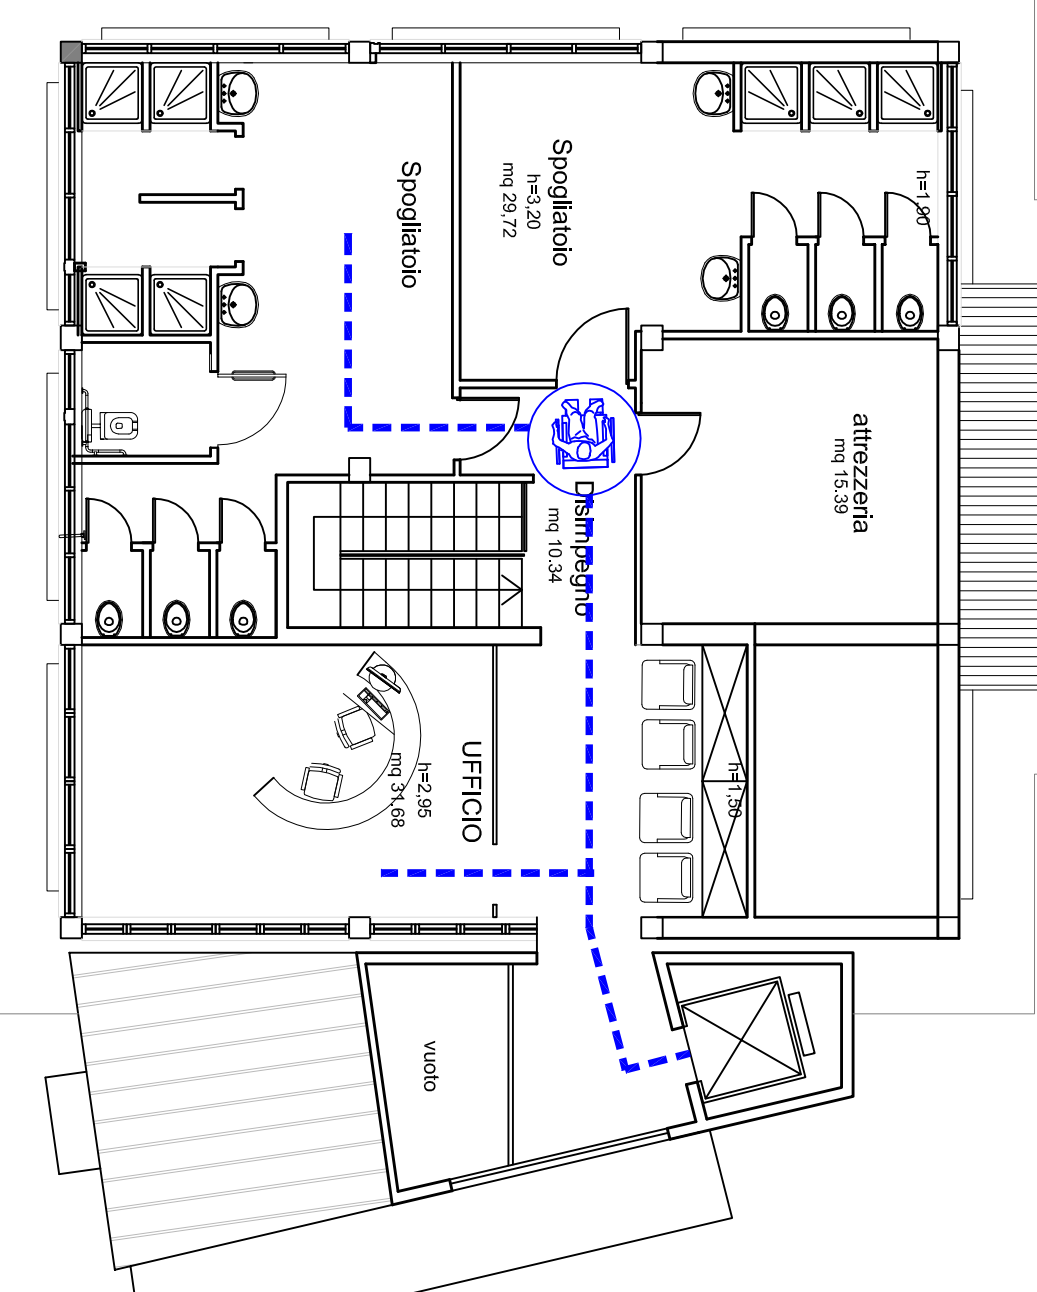 Spogliatoio
Spogliatoio
h=3,20
mq 29,72
h=1,90
attrezzeria
mq 15.39
Disimpegno
mq 10.34
UFFICIO
h=2,95
mq 31.68
h=1,50
vuoto